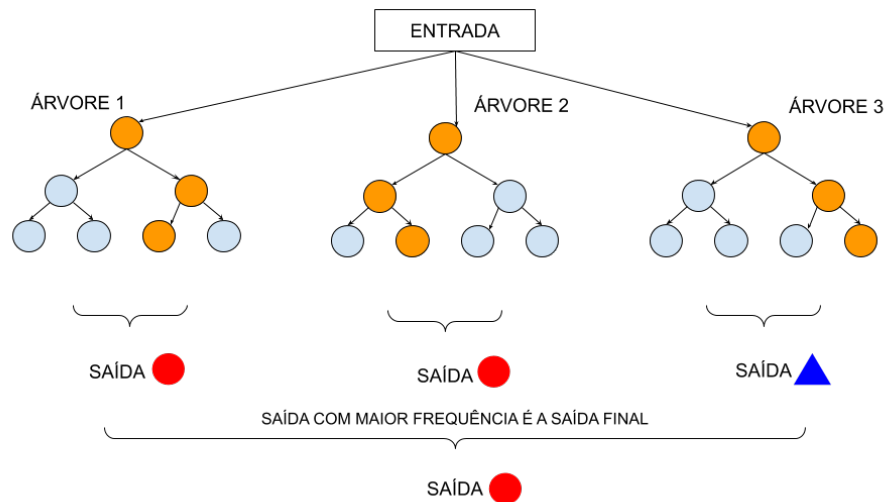 ENTRADA
ÁRVORE 1
ÁRVORE 2
ÁRVORE 3
SAÍDA
SAÍDA
SAÍDA
SAÍDA COM MAIOR FREQUÊNCIA É A SAÍDA FINAL
SAÍDA